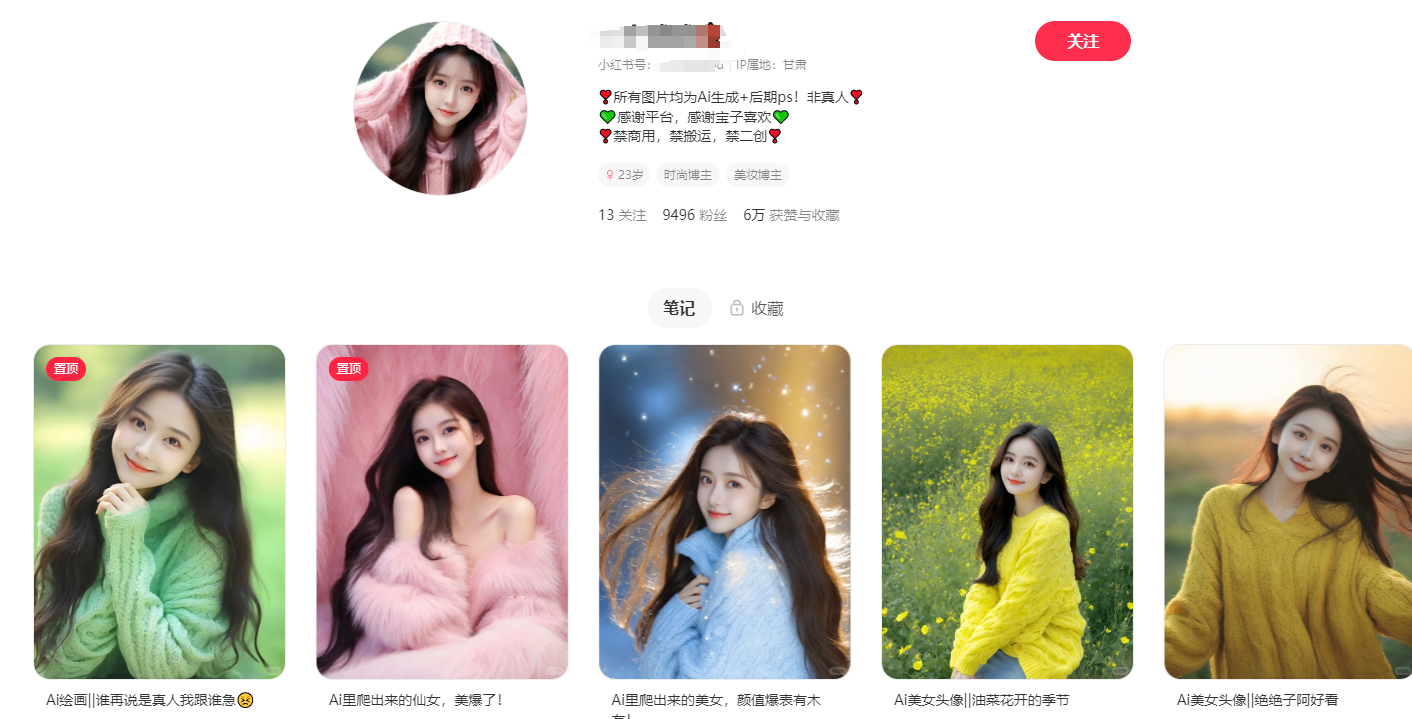 关注
小红书号：
IP属地：甘肃
❣所有图片均为Ai生成+后期ps！非真人❣
💚感谢平台，感谢宝子喜欢💚
❣禁商用，禁搬运，禁二创❣
♀ 23岁 时尚博主 美妆博主
13 关注 9496 粉丝 6万 获赞与收藏
笔记 收藏
置顶
置顶
Ai绘画||谁再说是真人我跟谁急😣
Ai里爬出来的仙女，美爆了！
Ai里爬出来的美女，颜值爆表有木
有！
Ai美女头像||油菜花开的季节
Ai美女头像||绝绝子阿好看